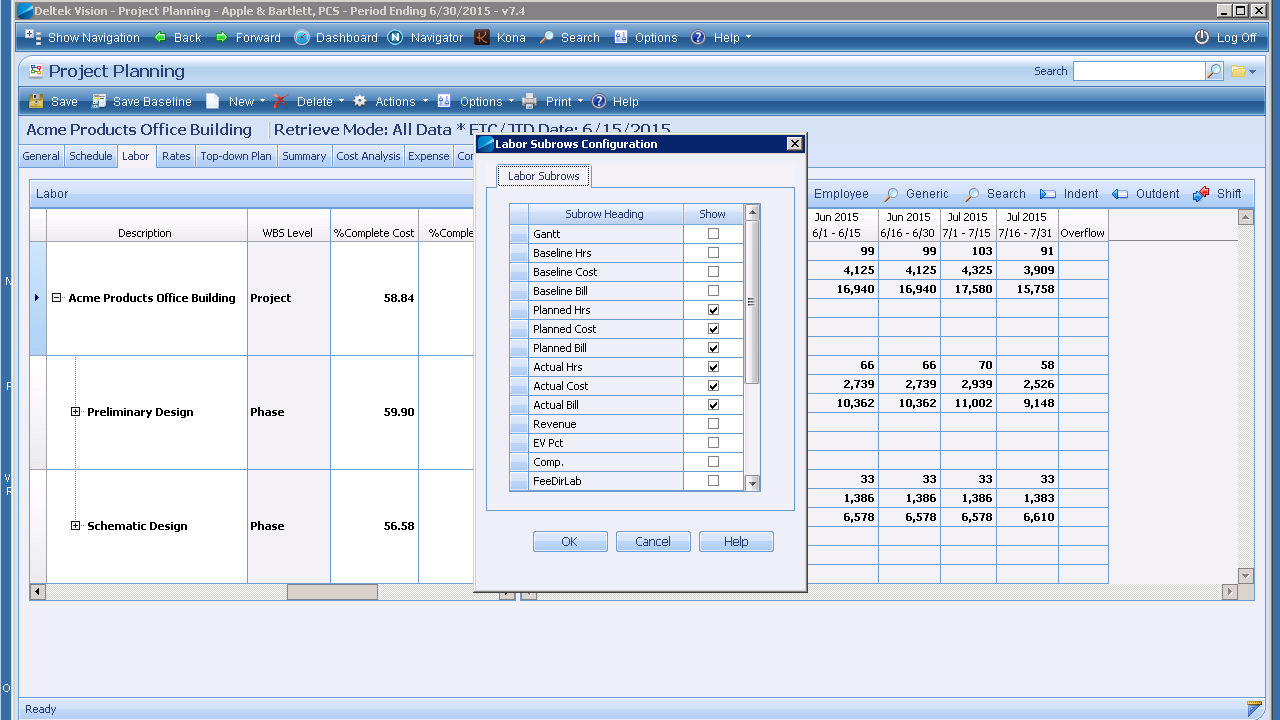 Deltek Vision - Project Planning - Apple & Bartlett, PCS - Period Ending 6/30/2015 - v7.4
Show Navigation Back Forward Dashboard Navigator Kona Search Options Help Log Off
Project Planning Search
Save Save Baseline New Delete Actions Options Print Help
Acme Products Office Building Retrieve Mode: All Data * ETC/JTD Date: 6/15/2015
General Schedule Labor Rates Top-down Plan Summary Cost Analysis Expense
Labor Employee Generic Search Indent Outdent Shift
Description WBS Level %Complete Cost %Comple
Acme Products Office Building Project 58.84
Preliminary Design Phase 59.90
Schematic Design Phase 56.58
Labor Subrows Configuration
Labor Subrows
Subrow Heading Show
Gantt
Baseline Hrs
Baseline Cost
Baseline Bill
Planned Hrs
Planned Cost
Planned Bill
Actual Hrs
Actual Cost
Actual Bill
Revenue
EV Pct
Comp.
FeeDirLab
OK Cancel Help
Jun 2015 Jun 2015 Jul 2015 Jul 2015
6/1 - 6/15 6/16 - 6/30 7/1 - 7/15 7/16 - 7/31 Overflow
99 99 103 91
4,125 4,125 4,325 3,909
16,940 16,940 17,580 15,758
66 66 70 58
2,739 2,739 2,939 2,526
10,362 10,362 11,002 9,148
33 33 33 33
1,386 1,386 1,386 1,383
6,578 6,578 6,578 6,610
Ready